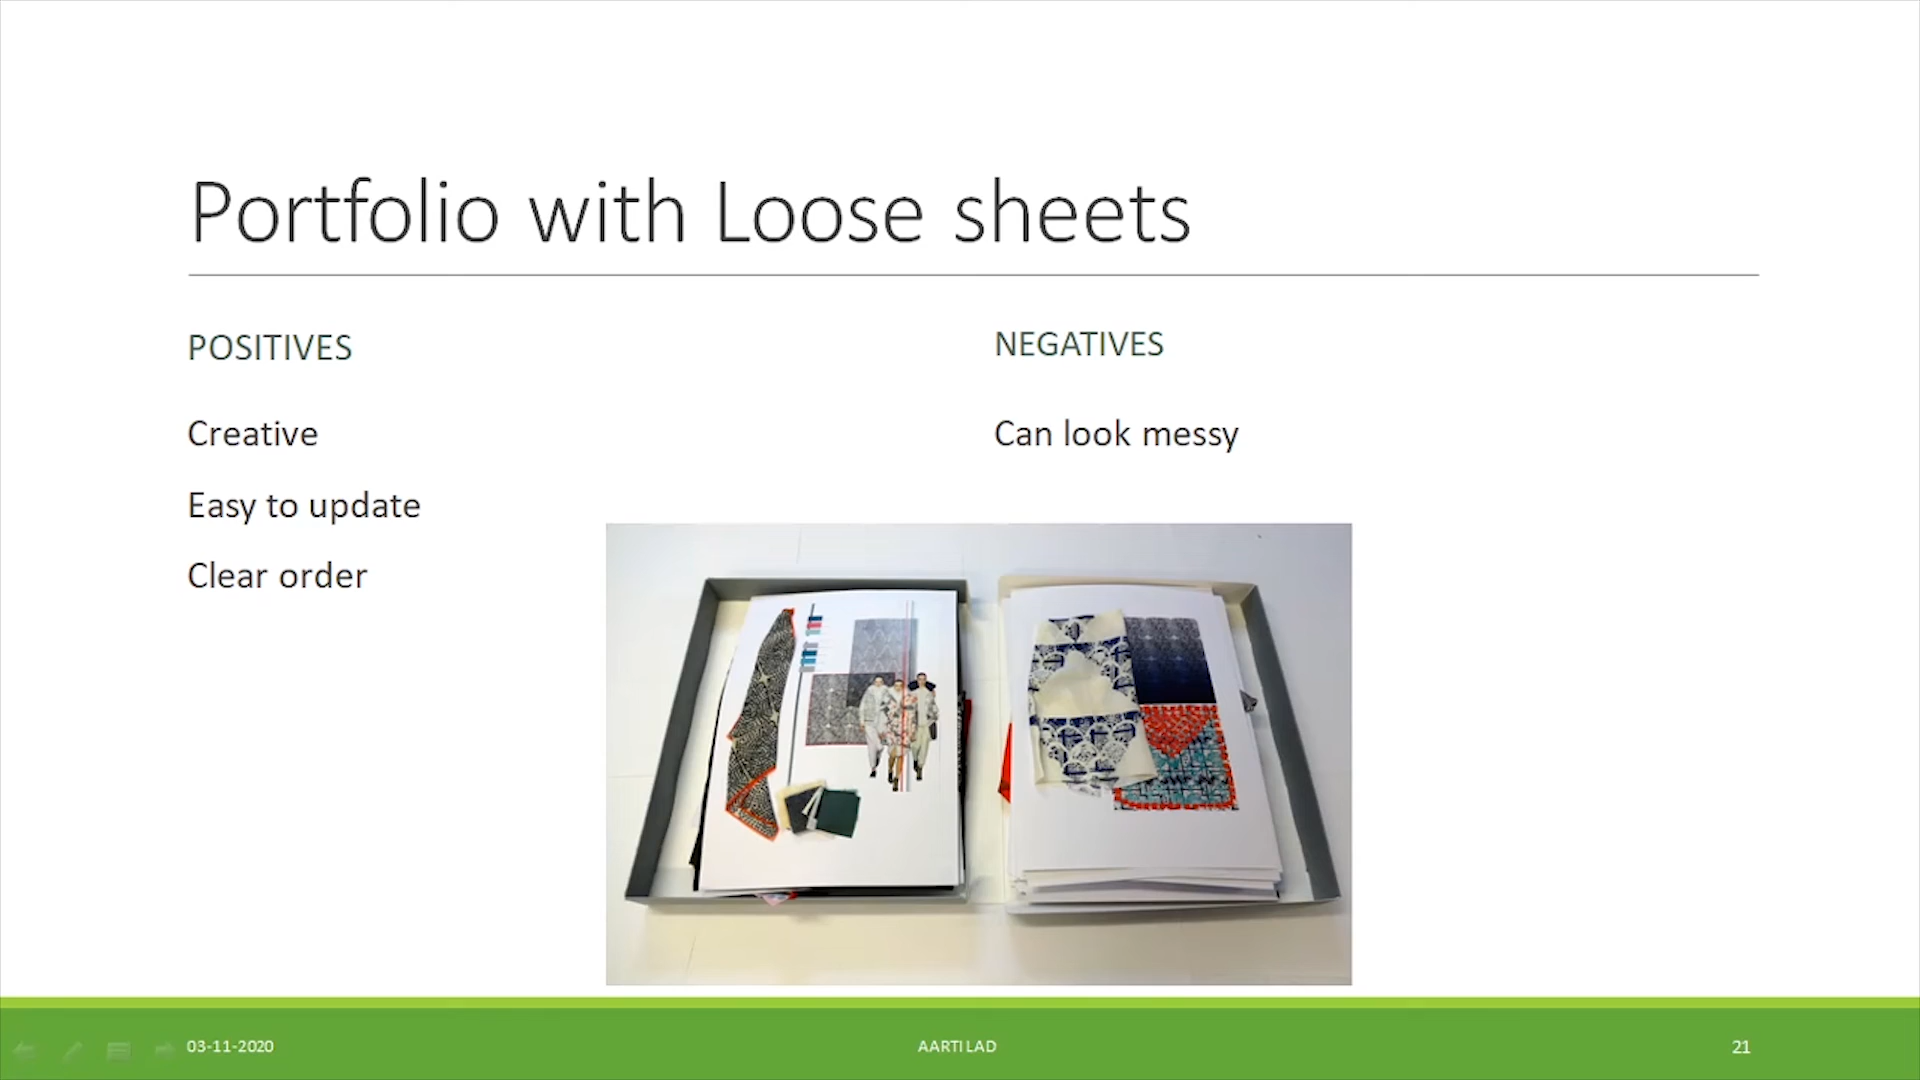 Portfolio with Loose sheets
POSITIVES
Creative
Easy to update
Clear order
NEGATIVES
Can look messy
03-11-2020
AARTI LAD
21